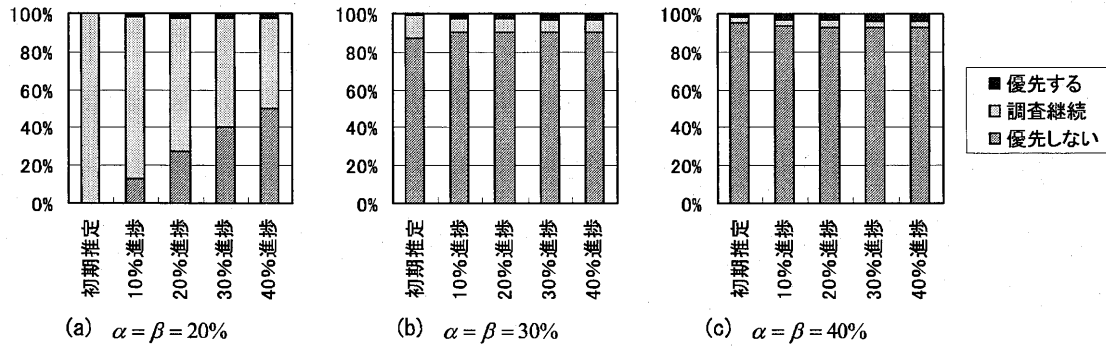 100%
80%
60%
40%
20%
0%
初期推定
10%進捗
20%進捗
30%進捗
40%進捗
(a) α = β = 20%
100%
80%
60%
40%
20%
0%
初期推定
10%進捗
20%進捗
30%進捗
40%進捗
(b) α = β = 30%
100%
80%
60%
40%
20%
0%
初期推定
10%進捗
20%進捗
30%進捗
40%進捗
(c) α = β = 40%
優先する
調査継続
優先しない